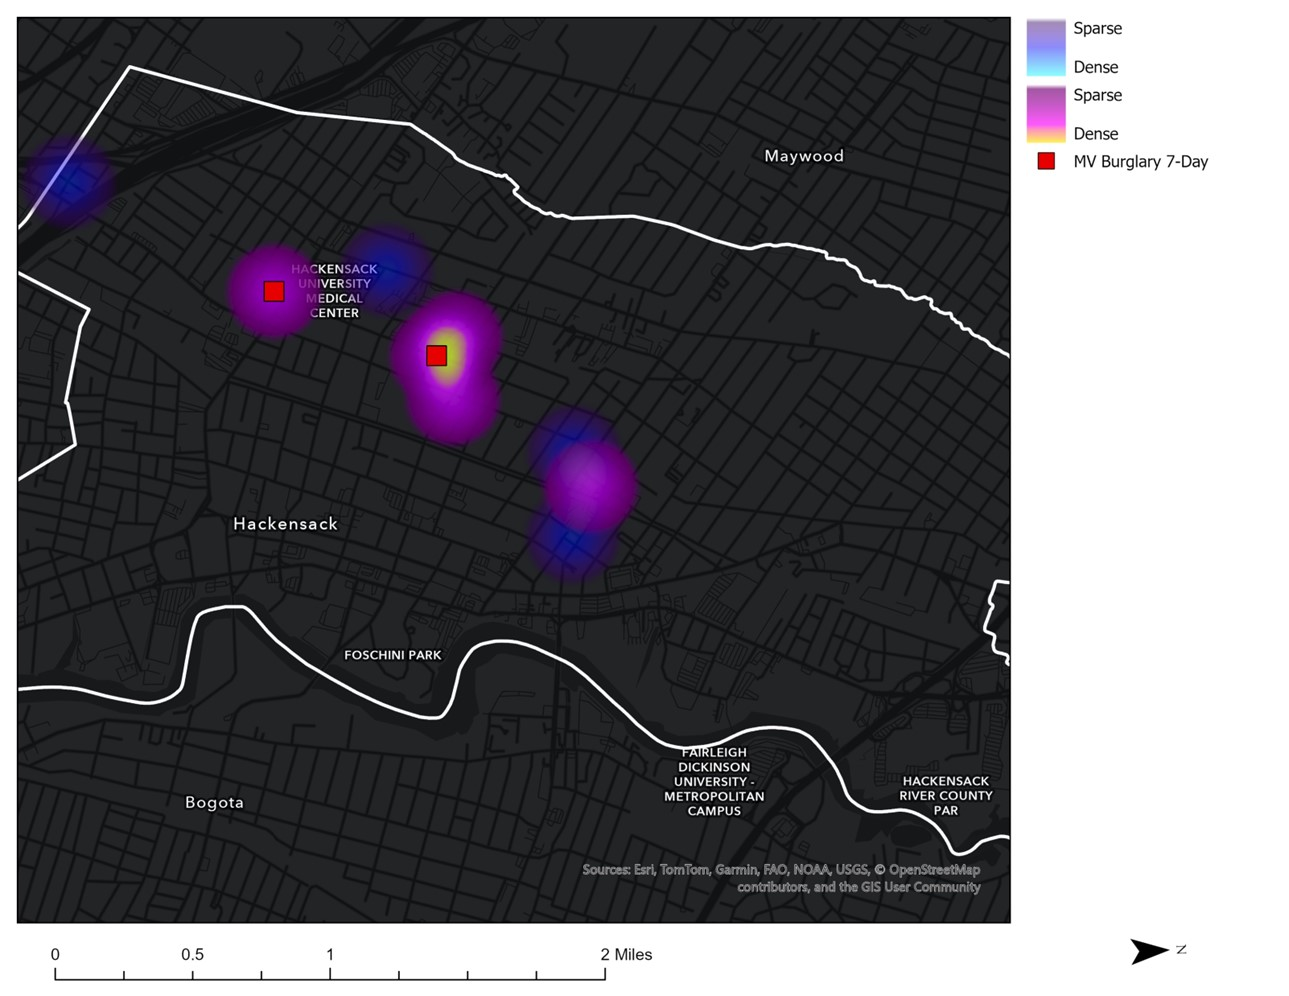 Sparse
Dense
Sparse
Dense
MV Burglary 7-Day
Maywood
HACKENSACK
UNIVERSITY
MEDICAL
CENTER
Hackensack
FOSCHINI PARK
FAIRLEIGH
DICKINSON
UNIVERSITY -
METROPOLITAN
CAMPUS
HACKENSACK
RIVER COUNTY
PAR
Bogota
Sources: Esri, TomTom, Garmin, FAO, NOAA, USGS, © OpenStreetMap
contributors, and the GIS User Community
0 0.5 1 2 Miles
N